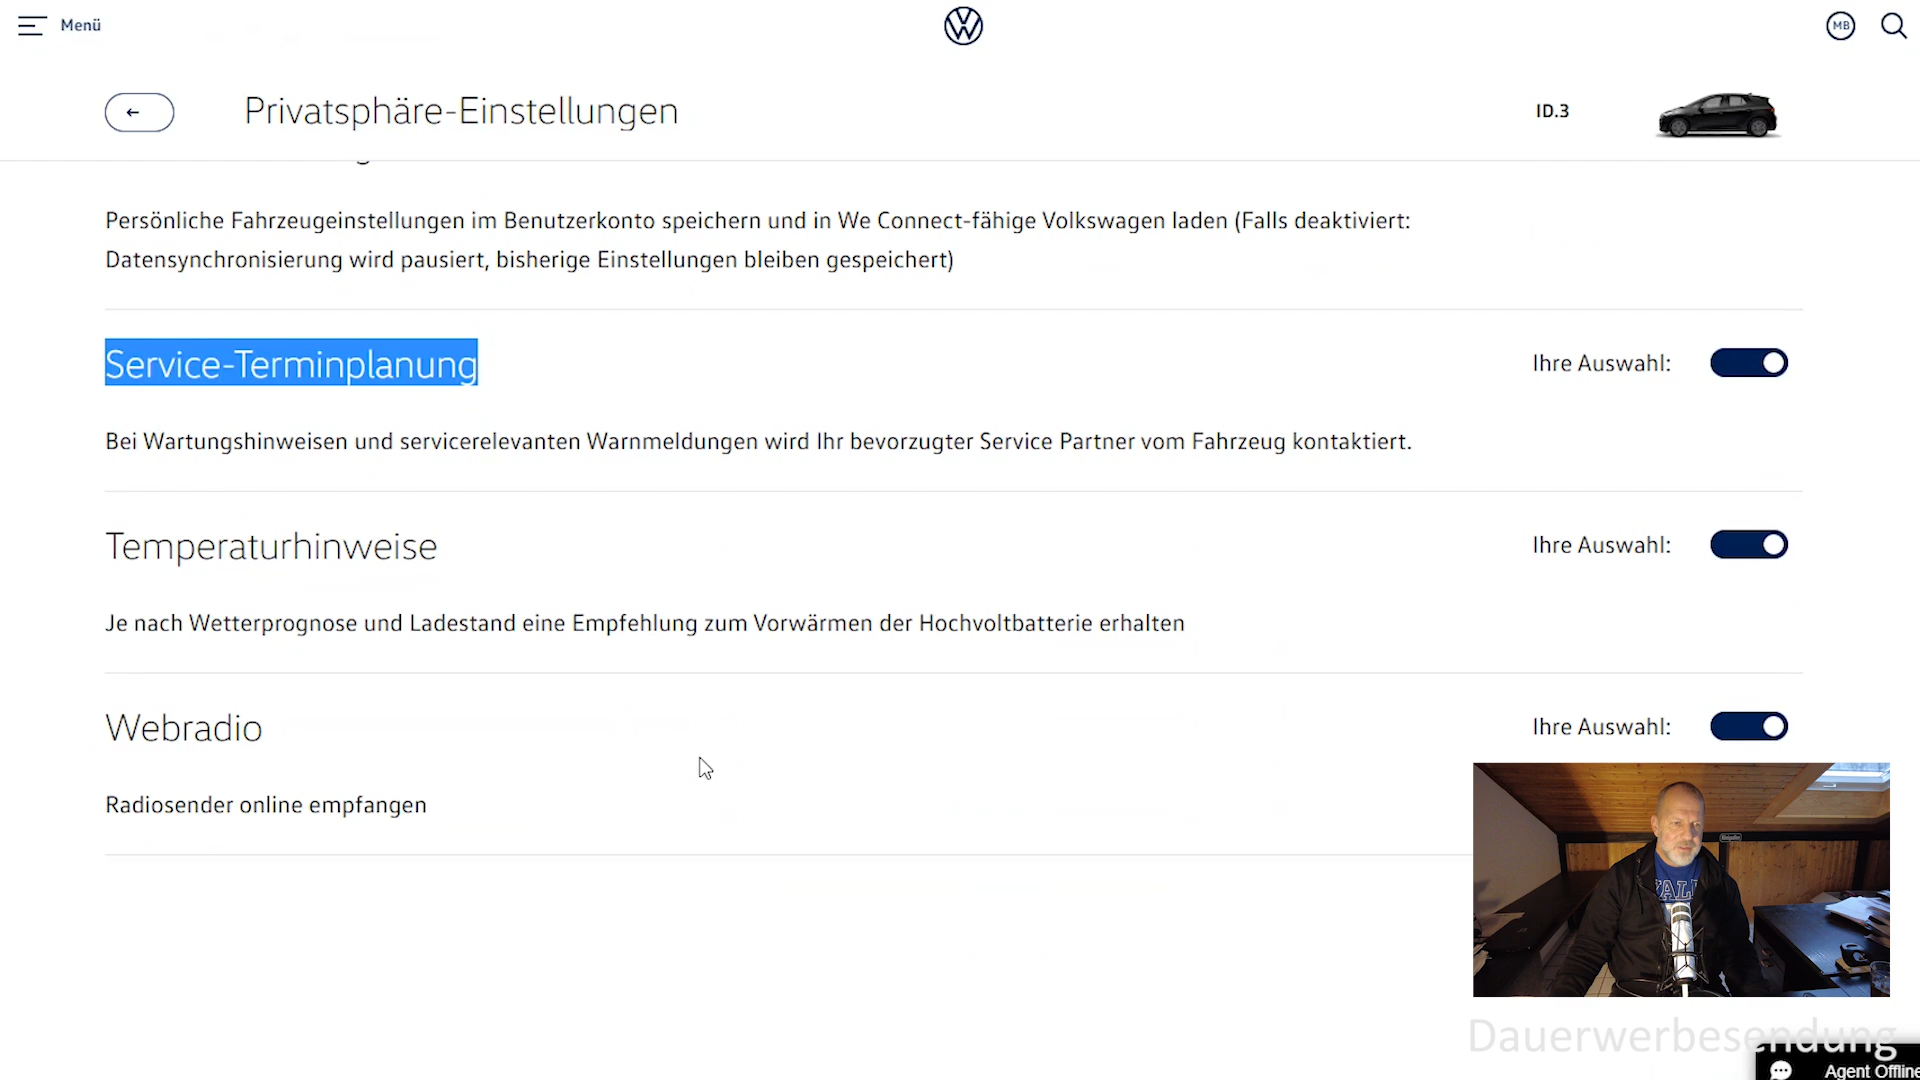 Menü
MB
Privatsphäre-Einstellungen
ID.3
Persönliche Fahrzeugeinstellungen im Benutzerkonto speichern und in We Connect-fähige Volkswagen laden (Falls deaktiviert:
Datensynchronisierung wird pausiert, bisherige Einstellungen bleiben gespeichert)
Service-Terminplanung
Ihre Auswahl:
Bei Wartungshinweisen und servicerelevanten Warnmeldungen wird Ihr bevorzugter Service Partner vom Fahrzeug kontaktiert.
Temperaturhinweise
Ihre Auswahl:
Je nach Wetterprognose und Ladestand eine Empfehlung zum Vorwärmen der Hochvoltbatterie erhalten
Webradio
Ihre Auswahl:
Radiosender online empfangen
YALE
Dauerwerbesendung
Agent Offline